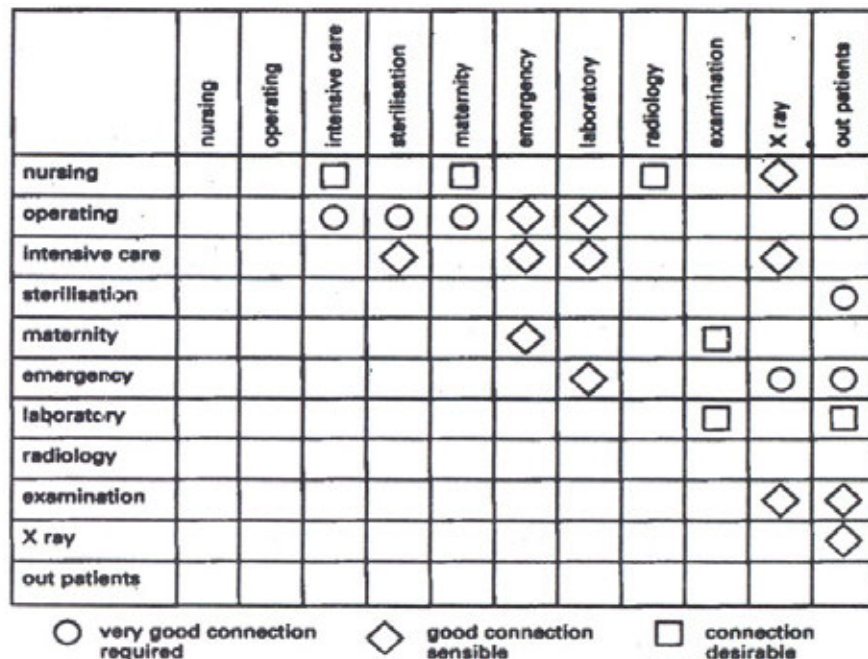 nursing
operating
intensive care
sterilisation
maternity
emergency
laboratory
radiology
examination
X ray
out patients
nursing
operating
intensive care
sterilisation
maternity
emergency
laboratory
radiology
examination
X ray
out patients
very good connection
required
good connection
sensible
connection
desirable